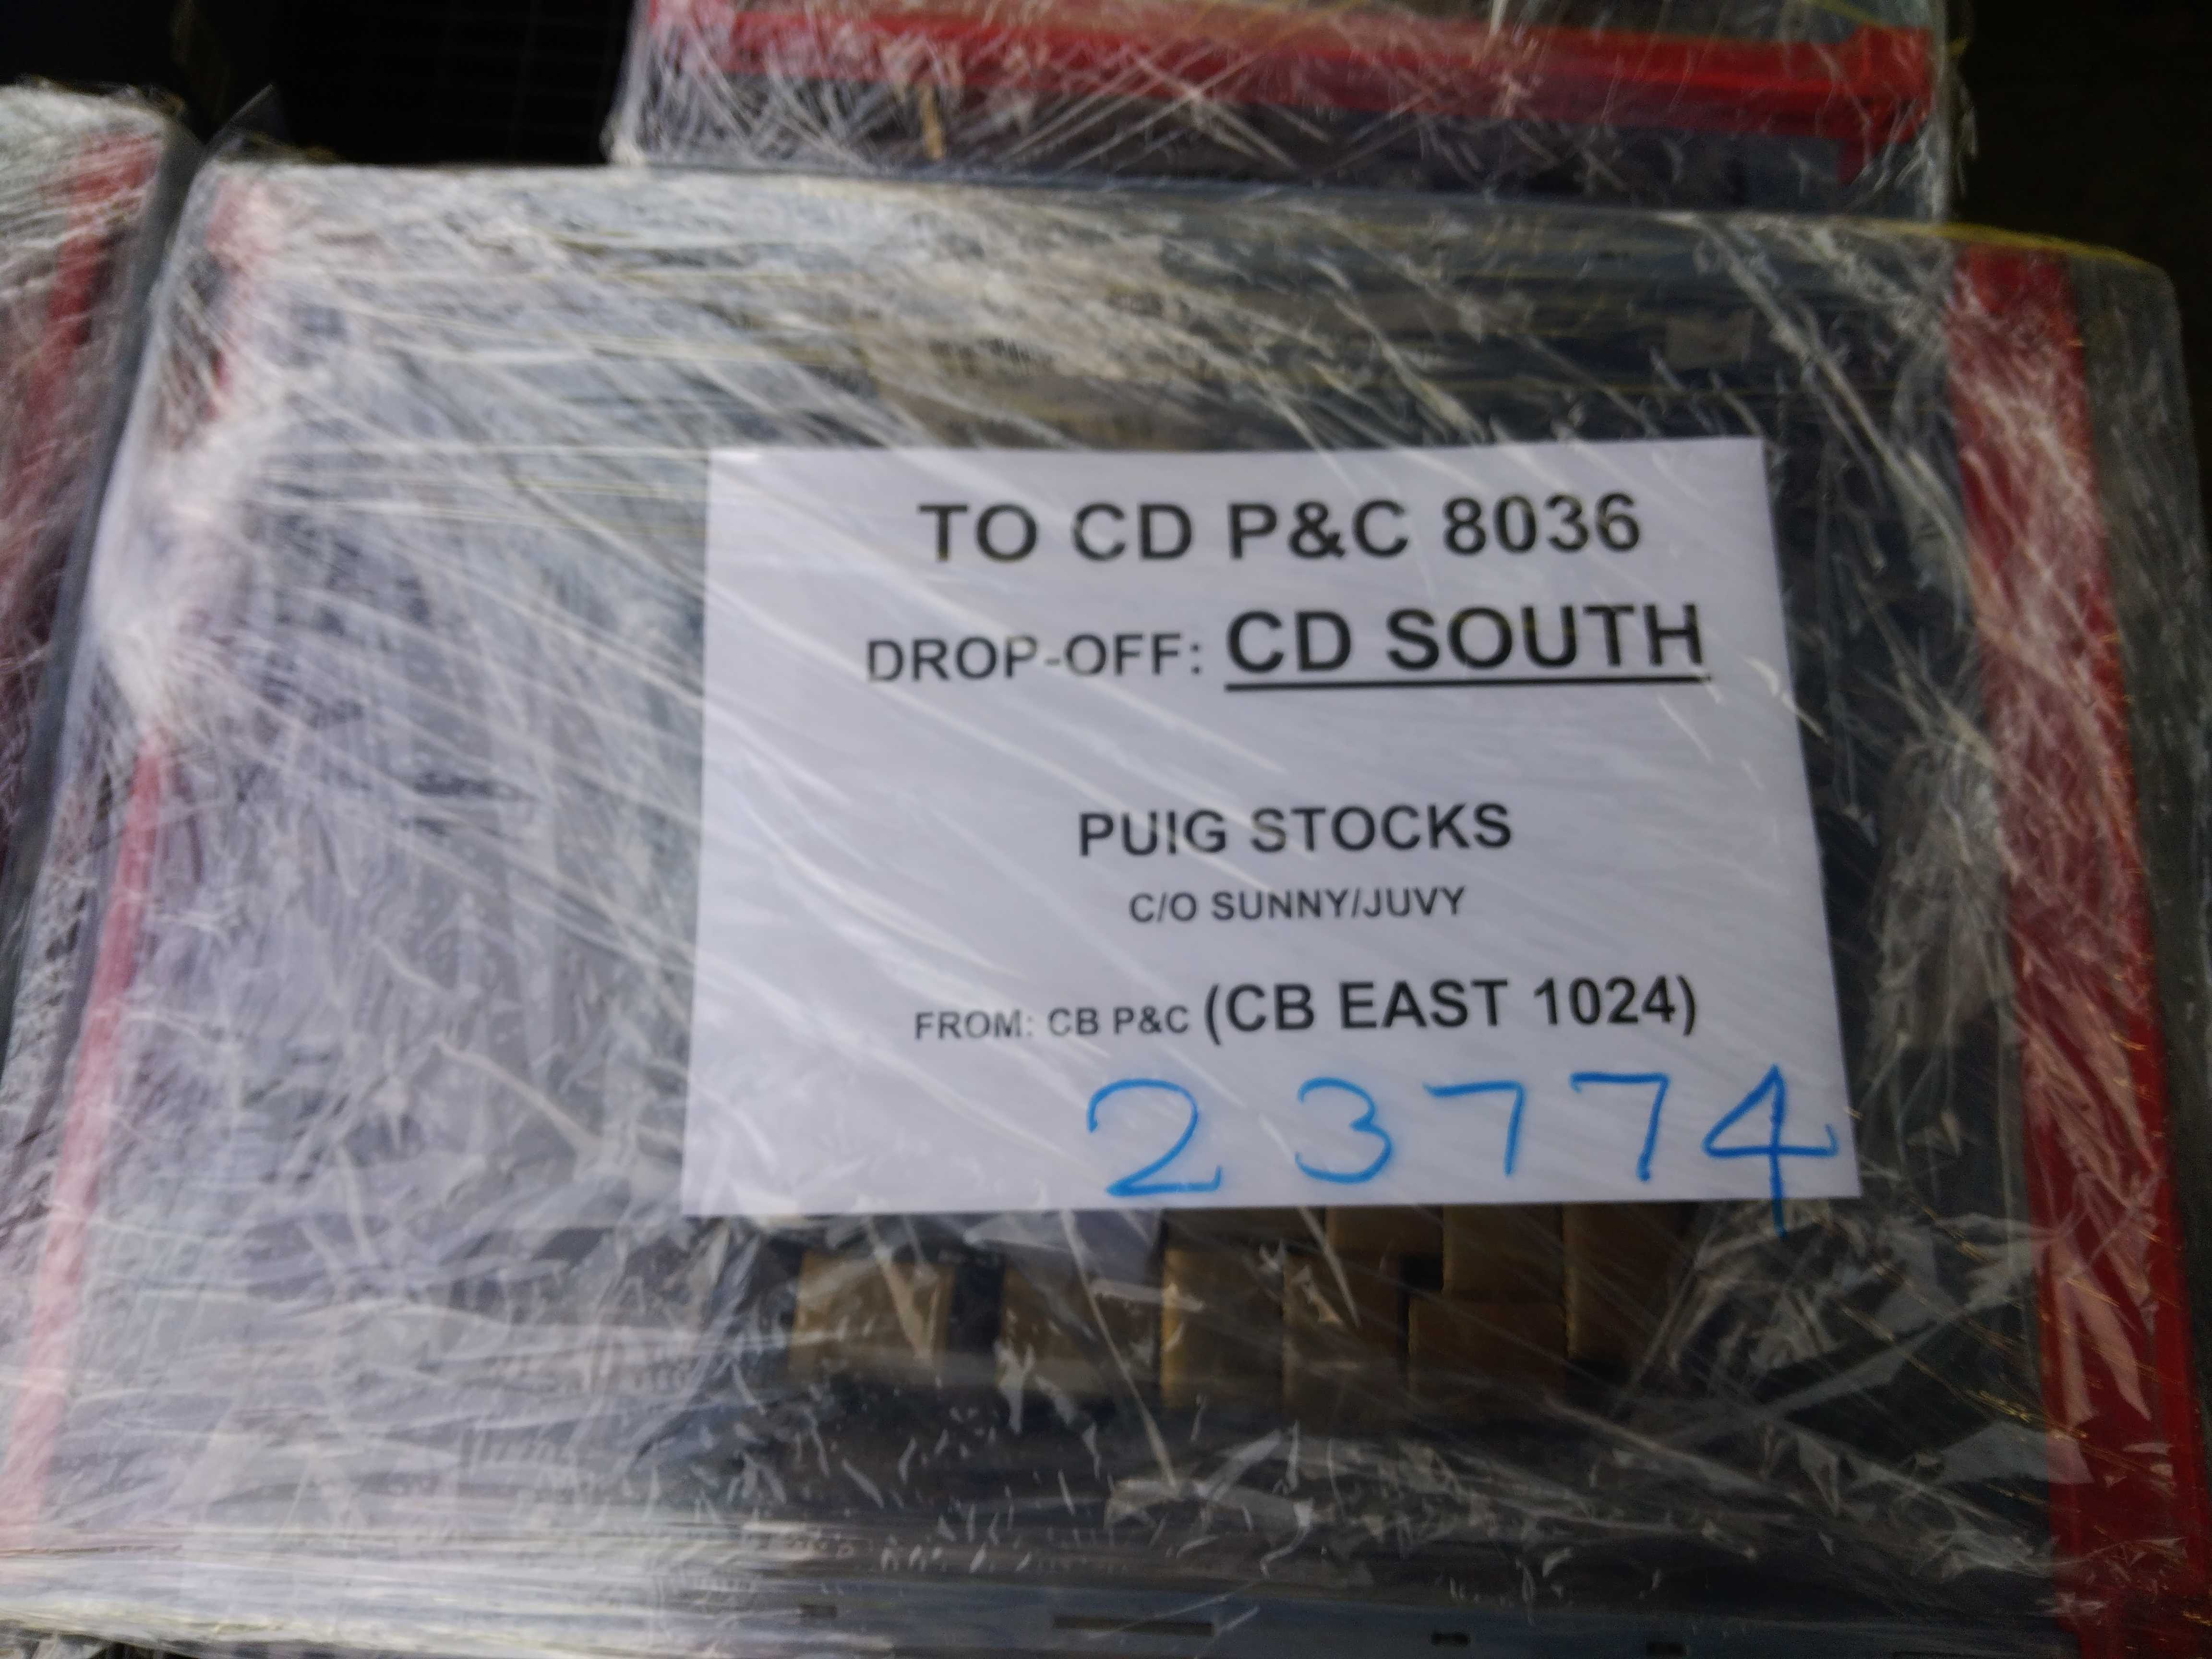 TO CD P&C 8036
DROP-OFF: CD SOUTH
PUIG STOCKS
C/O SUNNY/JUVY
FROM: CB P&C (CB EAST 1024)
23774